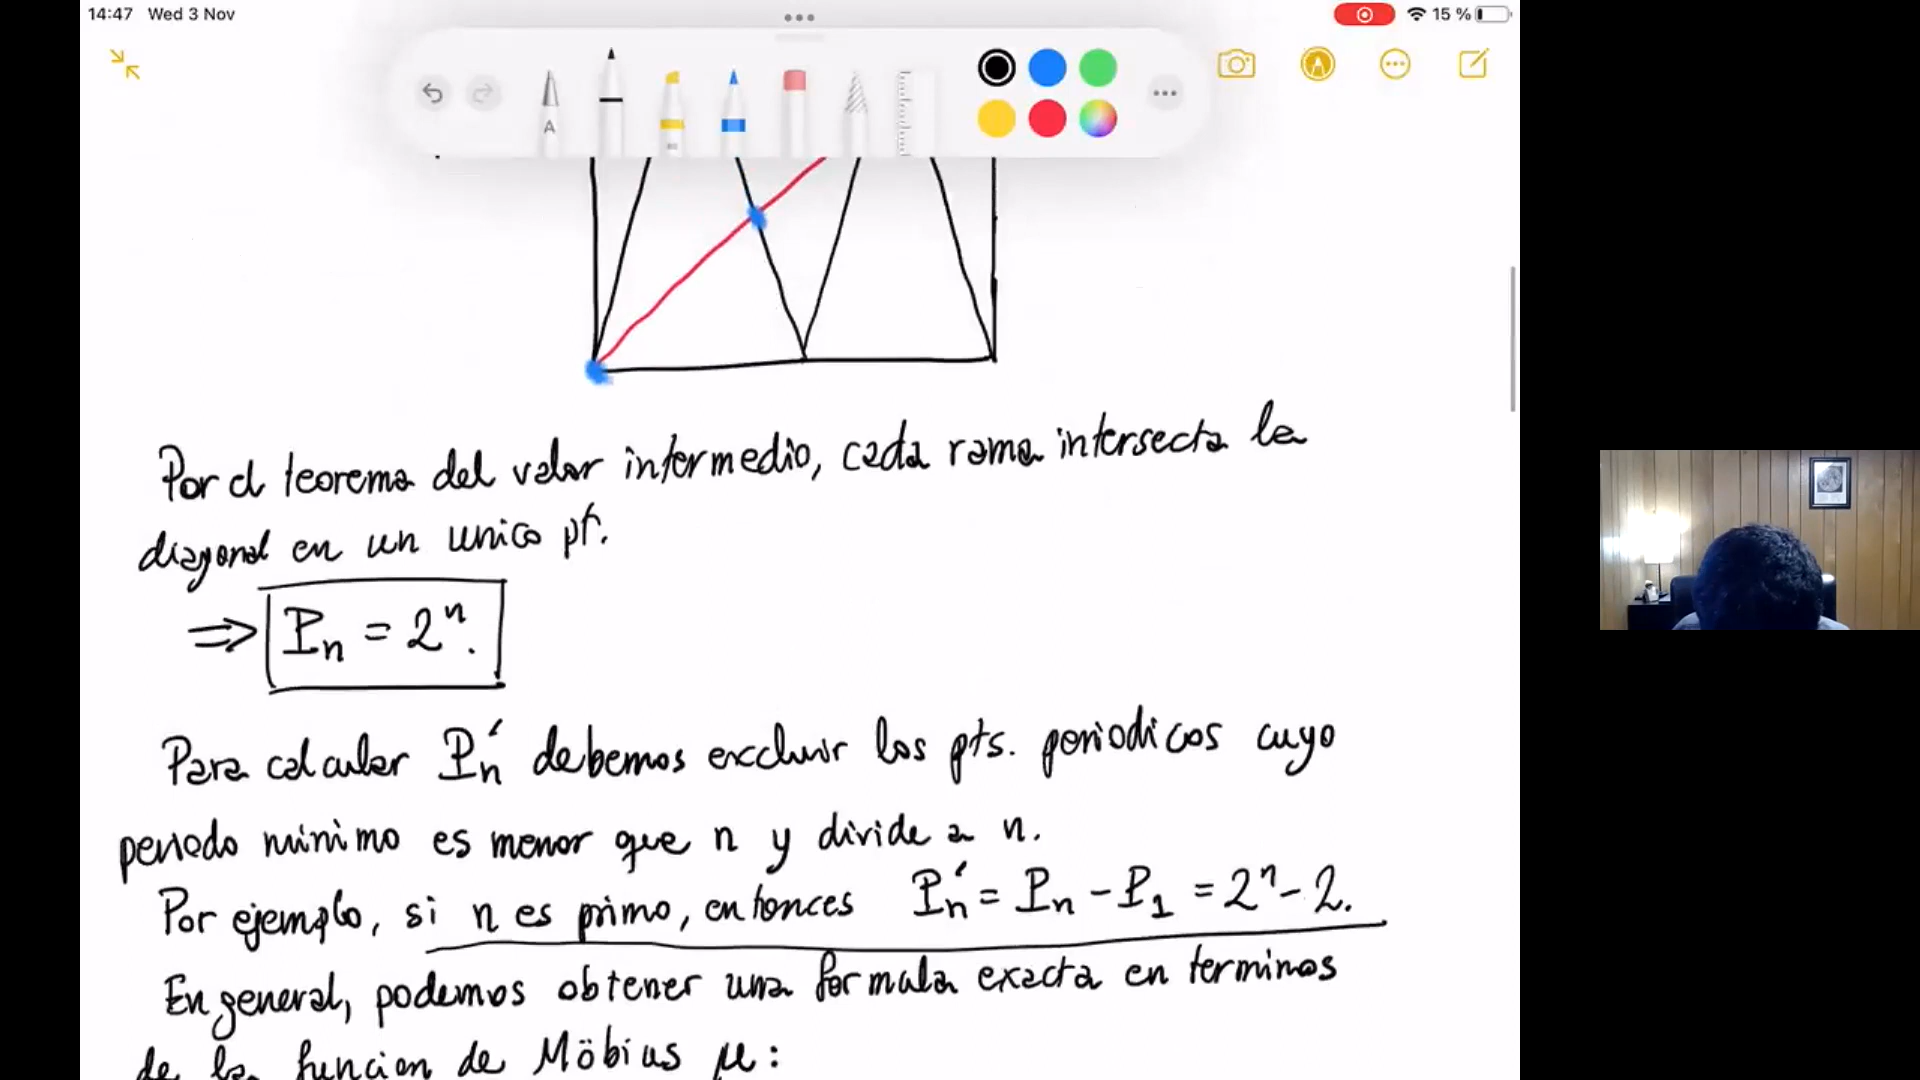 14:47 Wed 3 Nov
15 %
A
Por el teorema del valor intermedio, cada rama intersecta la
diagonal en un unico pt.
⇒ Pn = 2ⁿ.
Para calcular Pn' debemos excluir los pts. periodicos cuyo
periodo minimo es menor que n y divide a n.
Por ejemplo, si n es primo, entonces Pn' = Pn - P1 = 2ⁿ - 2.
En general, podemos obtener una formula exacta en terminos
de la funcion de Möbius μ: